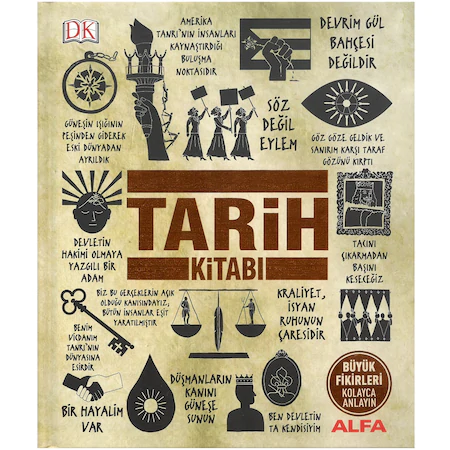 DK
AMERİKA
TANRI'NIN İNSANLARI
KAYNAŞTIRDIĞI
BULUŞMA
NOKTASIDIR
DEVRİM GÜL
BAHÇESİ
DEĞİLDİR
GÜNEŞİN IŞIĞININ
PEŞİNDEN GİDEREK
ESKİ DÜNYADAN
AYRILDIK
SÖZ
DEĞİL
EYLEM
GÖZ GÖZE GELDİK VE
SANIRIM KARŞI TARAF
GÖZÜNÜ KIRPTI
TARİH
KİTABI
DEVLETİN
HAKİMİ OLMAYA
YAZGILI BİR
ADAM
TACINI
ÇIKARMADAN
BAŞINI
KESECEĞİZ
BİZ BU GERÇEKLERİN AÇIK
OLDUĞU KANISINDAYIZ;
BÜTÜN İNSANLAR EŞİT
YARATILMIŞTIR
KRALİYET,
İSYAN
RUHUNUN
ÇARESİDİR
BENİM
VİCDANIM
TANRI'NIN
DÜNYASINA
ESİRDİR
BİR HAYALİM
VAR
DÜŞMANLARIN
KANINI
GÜNEŞE
SUNUN
BEN DEVLETİN
TA KENDİSİYİM
BÜYÜK
FİKİRLERİ
KOLAYCA
ANLAYIN
ALFA